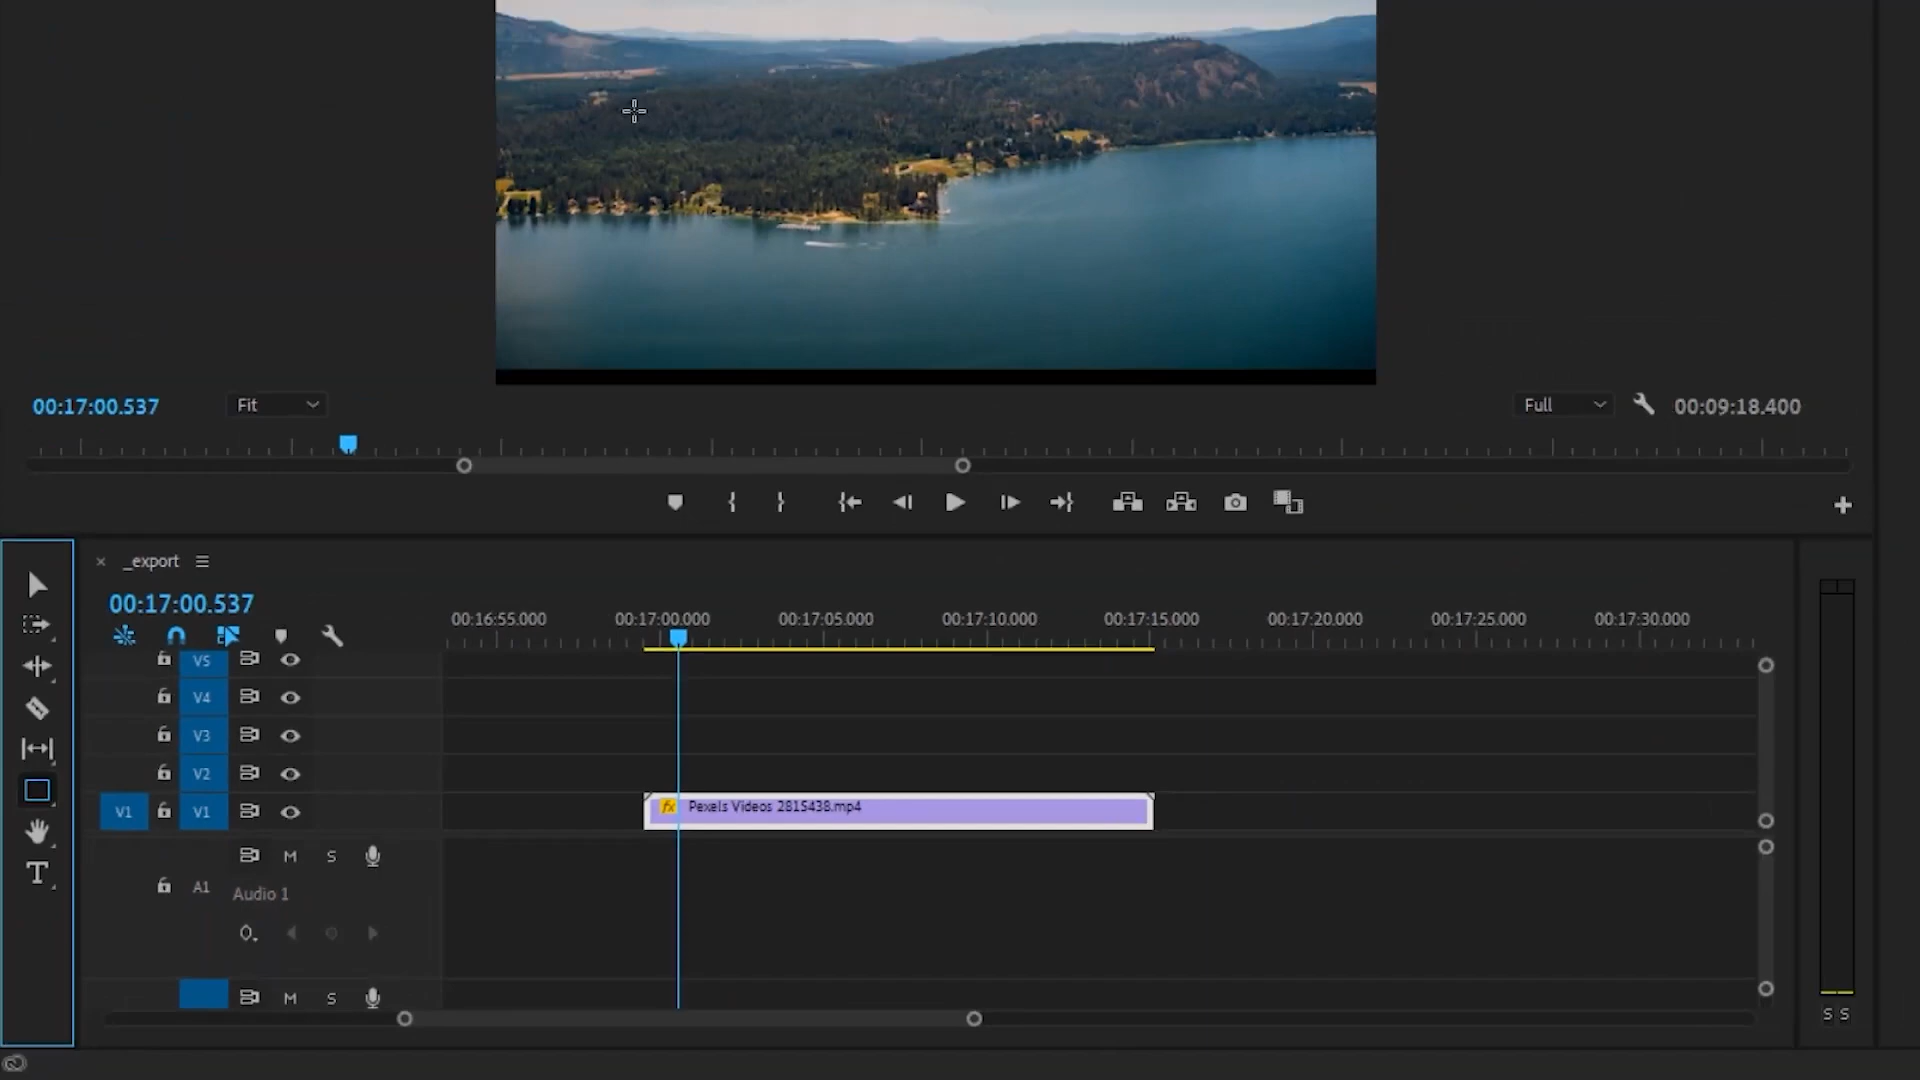 00:17:00.537
Fit
Full
00:09:18.400
_export
00:17:00.537
00:16:55.000 00:17:00.000 00:17:05.000 00:17:10.000 00:17:15.000 00:17:20.000 00:17:25.000 00:17:30.000
V5
V4
V3
V2
V1 V1
fx Pexels Videos 2815438.mp4
M S
A1
Audio 1
M S
S S
T